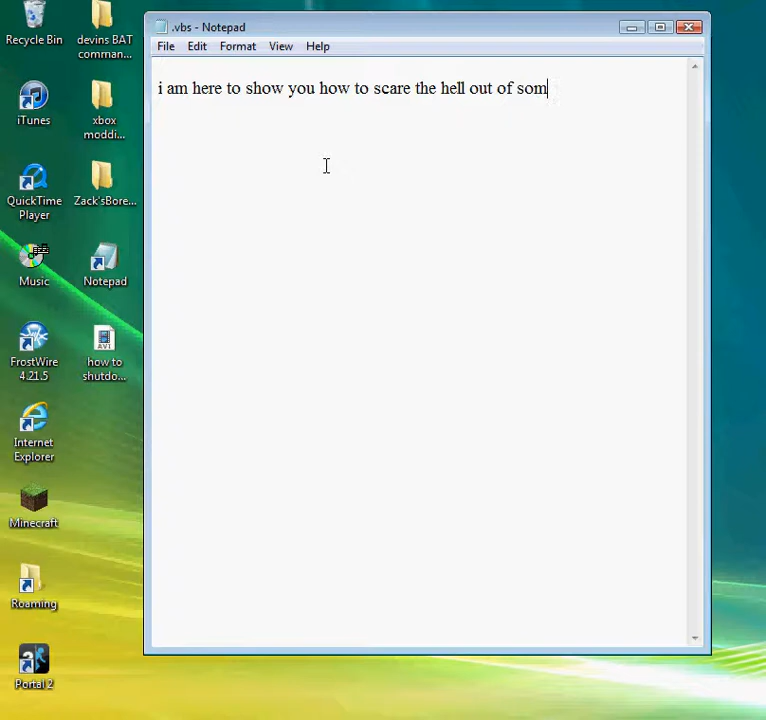 .vbs - Notepad
File Edit Format View Help
i am here to show you how to scare the hell out of som
Recycle Bin
devins BAT
comman...
iTunes
xbox
moddi...
QuickTime
Player
Zack'sBore...
Music
Notepad
FrostWire
4.21.5
AVI
how to
shutdo...
Internet
Explorer
Minecraft
Roaming
Portal 2